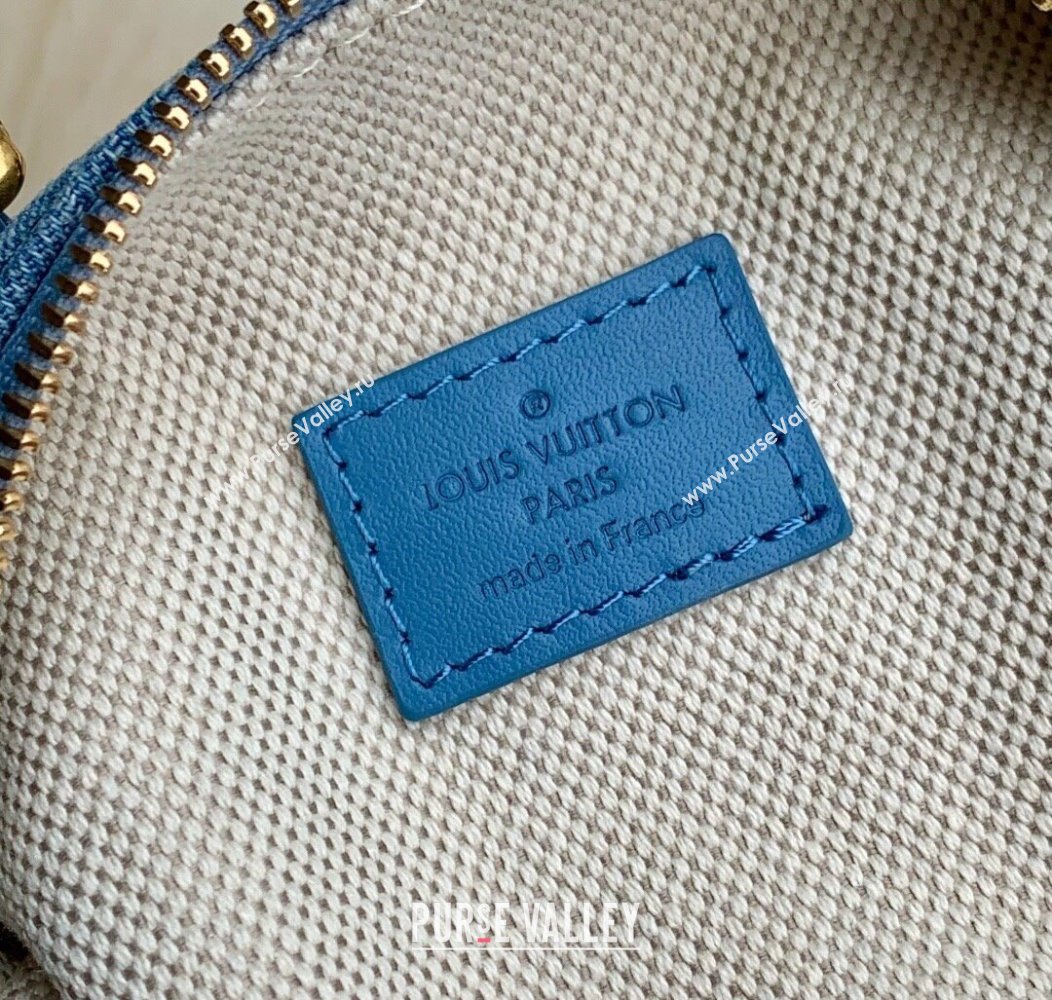 ®
LOUIS VUITTON
PARIS
made in France
www.PurseValley.ru
www.PurseValley.ru
PURSE VALLEY